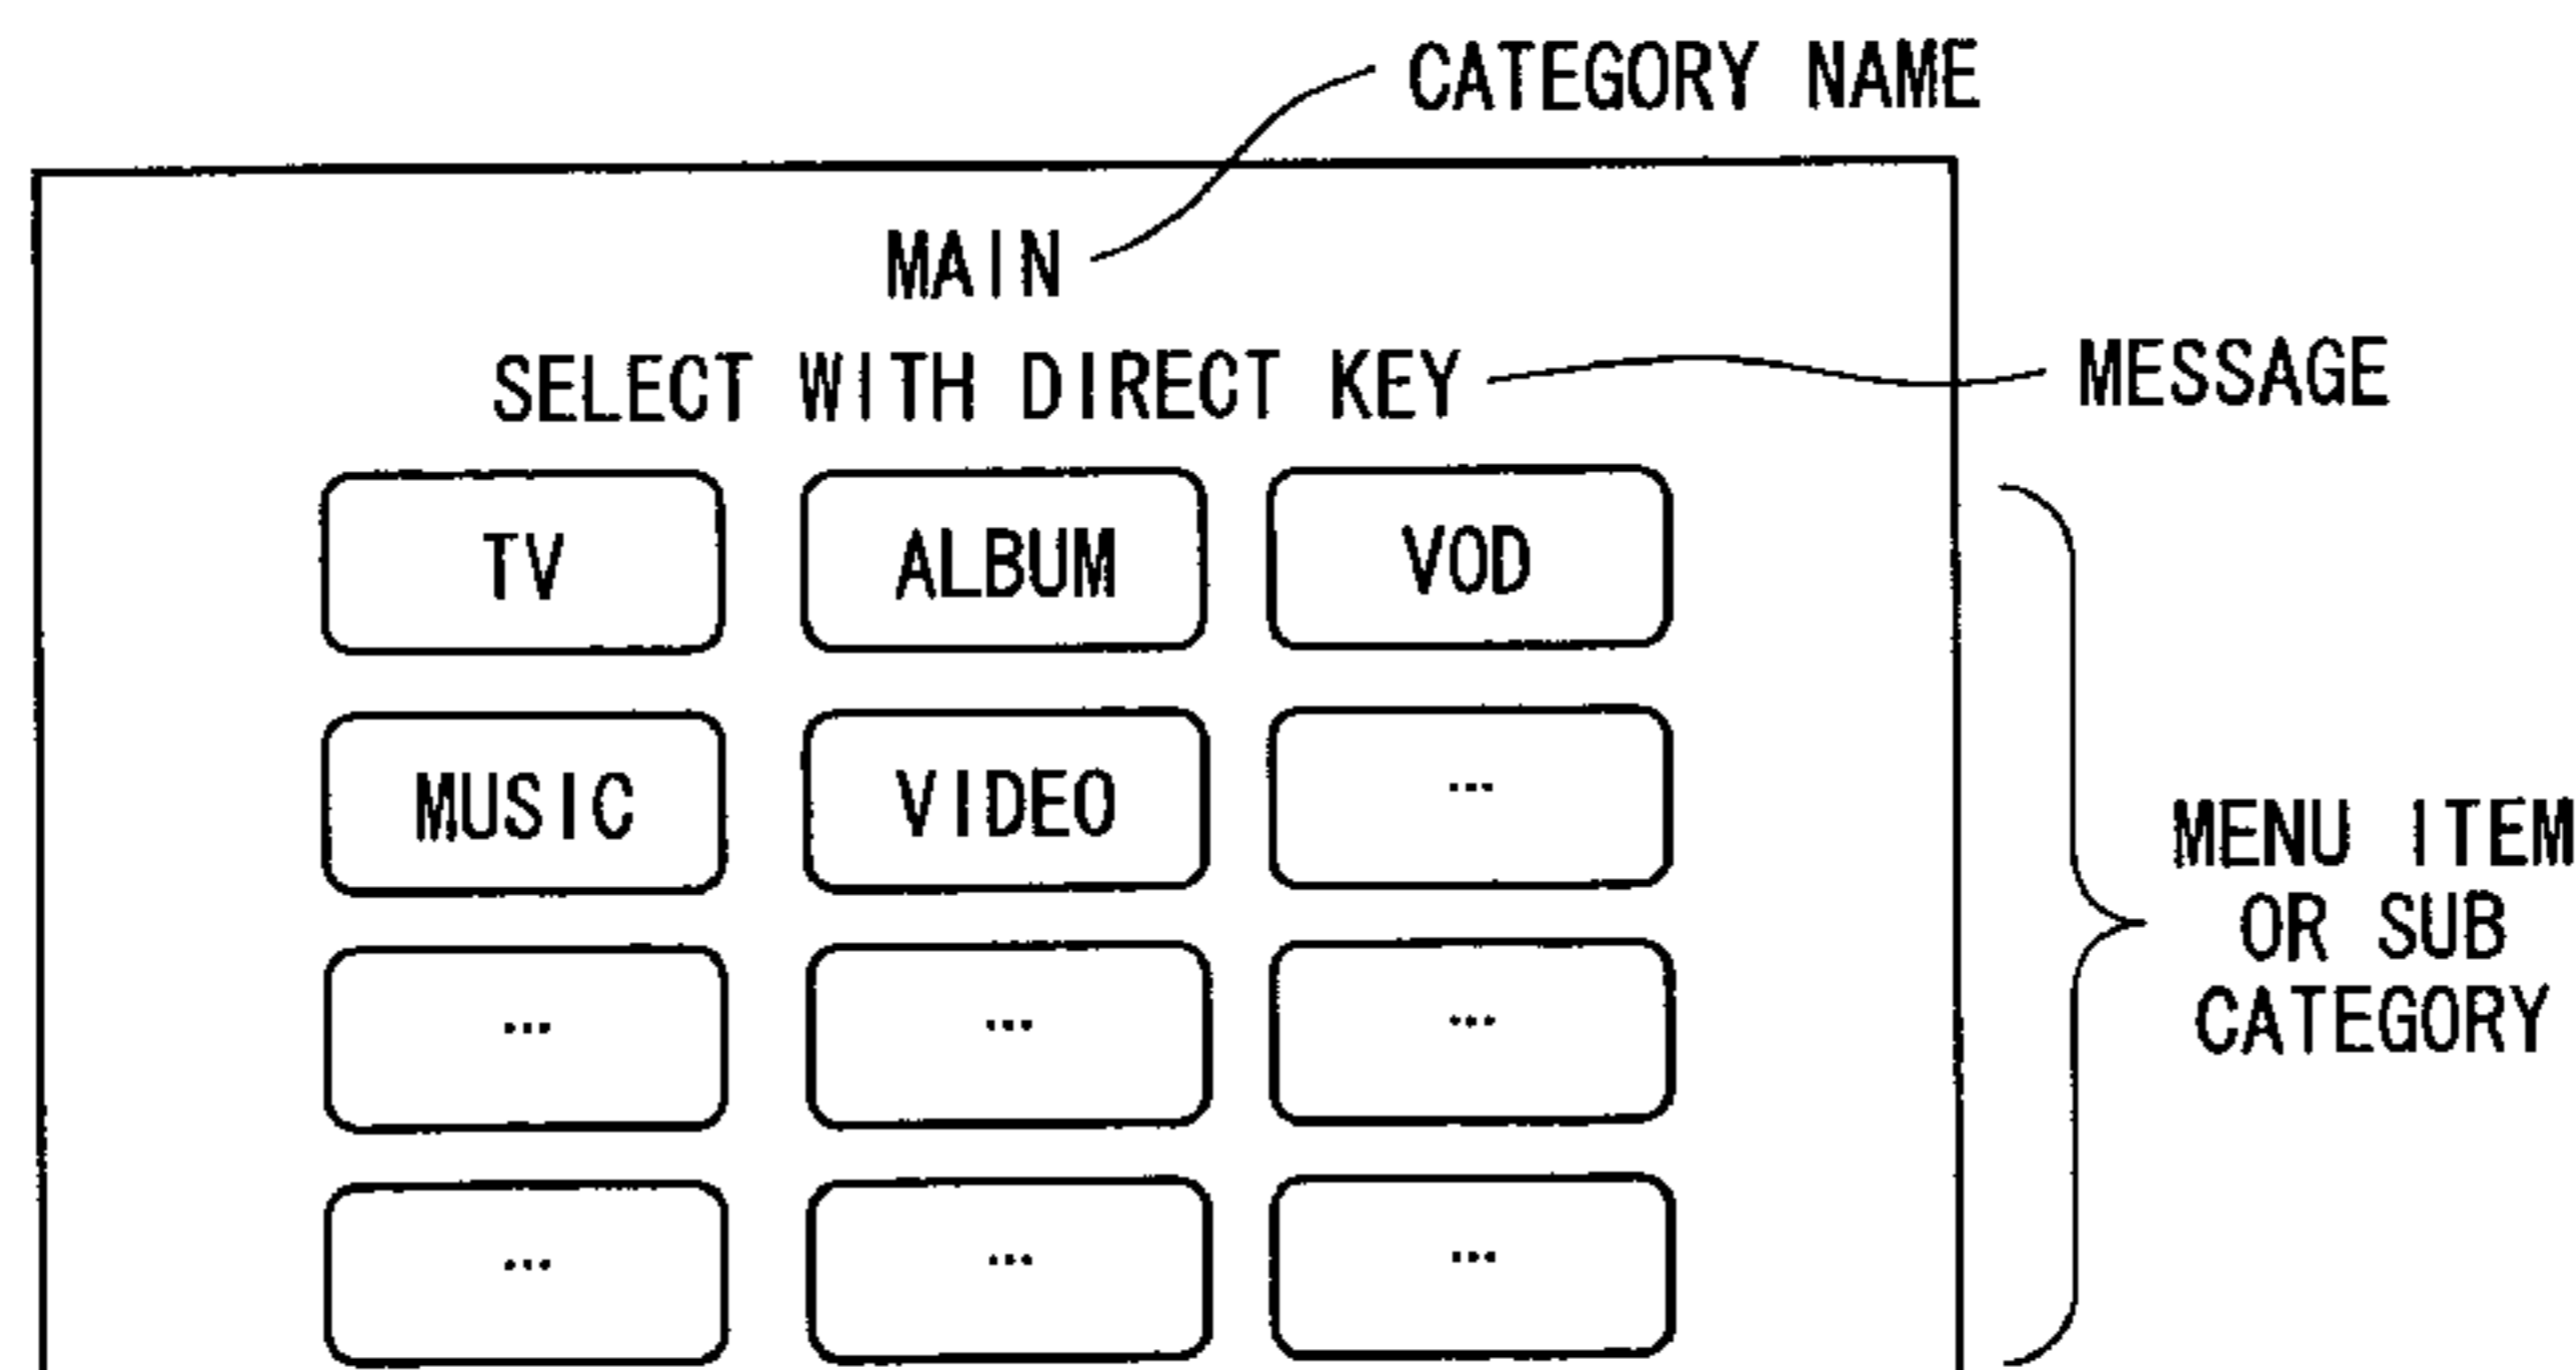 CATEGORY NAME
MAIN
SELECT WITH DIRECT KEY
MESSAGE
TV ALBUM VOD
MUSIC VIDEO ...
... ... ...
... ... ...
MENU ITEM
OR SUB
CATEGORY